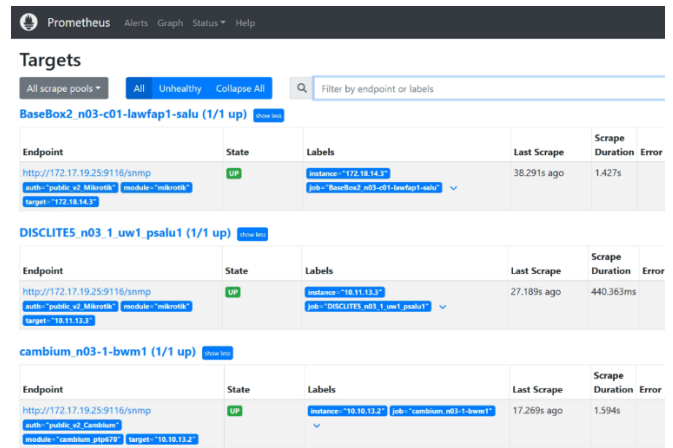 Prometheus Alerts Graph Status Help
Targets
All scrape pools All Unhealthy Collapse All Filter by endpoint or labels
BaseBox2_n03-c01-lawfap1-salu (1/1 up) show less
Scrape
Endpoint State Labels Last Scrape Duration Error
http://172.17.19.25:9116/snmp UP instance="172.18.14.3" 38.291s ago 1.427s
auth="public_v2_Mikrotik" module="mikrotik" job="BaseBox2_n03-c01-lawfap1-salu"
target="172.18.14.3"
DISCLITE5_n03_1_uw1_psalu1 (1/1 up) show less
Scrape
Endpoint State Labels Last Scrape Duration Error
http://172.17.19.25:9116/snmp UP instance="10.11.13.3" 27.189s ago 440.363ms
auth="public_v2_Mikrotik" module="mikrotik" job="DISCLITE5_n03_1_uw1_psalu1"
target="10.11.13.3"
cambium_n03-1-bwm1 (1/1 up) show less
Scrape
Endpoint State Labels Last Scrape Duration Error
http://172.17.19.25:9116/snmp UP instance="10.10.13.2" job="cambium_n03-1-bwm1" 17.269s ago 1.594s
auth="public_v2_Cambium"
module="cambium_ptp670" target="10.10.13.2"